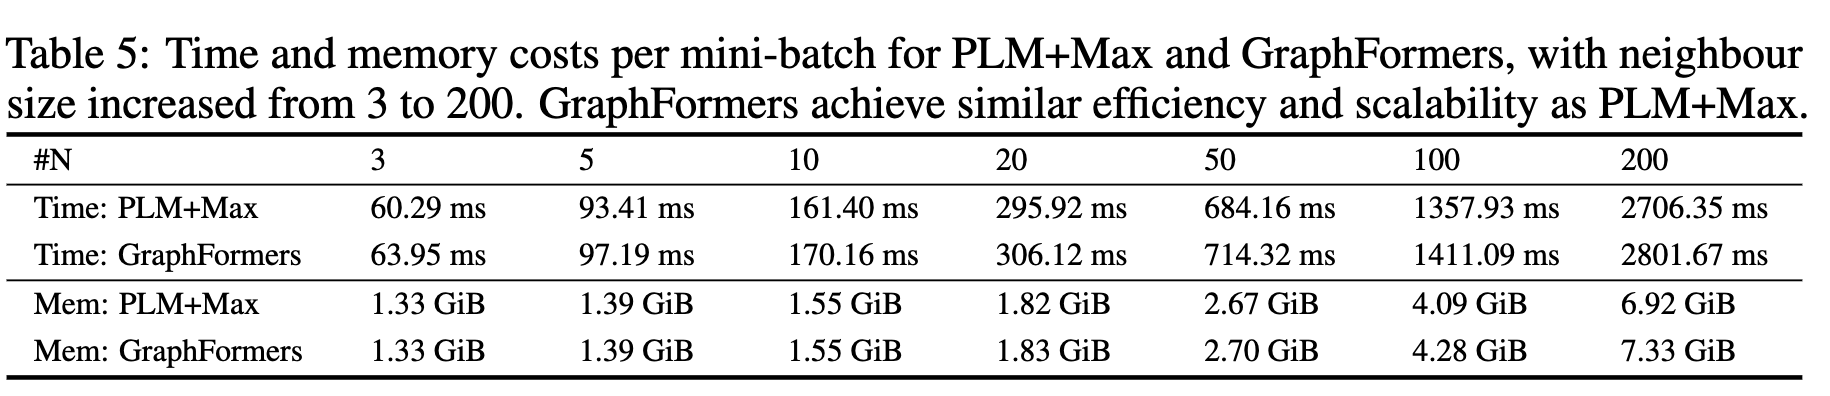 Table 5: Time and memory costs per mini-batch for PLM+Max and GraphFormers, with neighbour
size increased from 3 to 200. GraphFormers achieve similar efficiency and scalability as PLM+Max.
#N 3 5 10 20 50 100 200
Time: PLM+Max 60.29 ms 93.41 ms 161.40 ms 295.92 ms 684.16 ms 1357.93 ms 2706.35 ms
Time: GraphFormers 63.95 ms 97.19 ms 170.16 ms 306.12 ms 714.32 ms 1411.09 ms 2801.67 ms
Mem: PLM+Max 1.33 GiB 1.39 GiB 1.55 GiB 1.82 GiB 2.67 GiB 4.09 GiB 6.92 GiB
Mem: GraphFormers 1.33 GiB 1.39 GiB 1.55 GiB 1.83 GiB 2.70 GiB 4.28 GiB 7.33 GiB